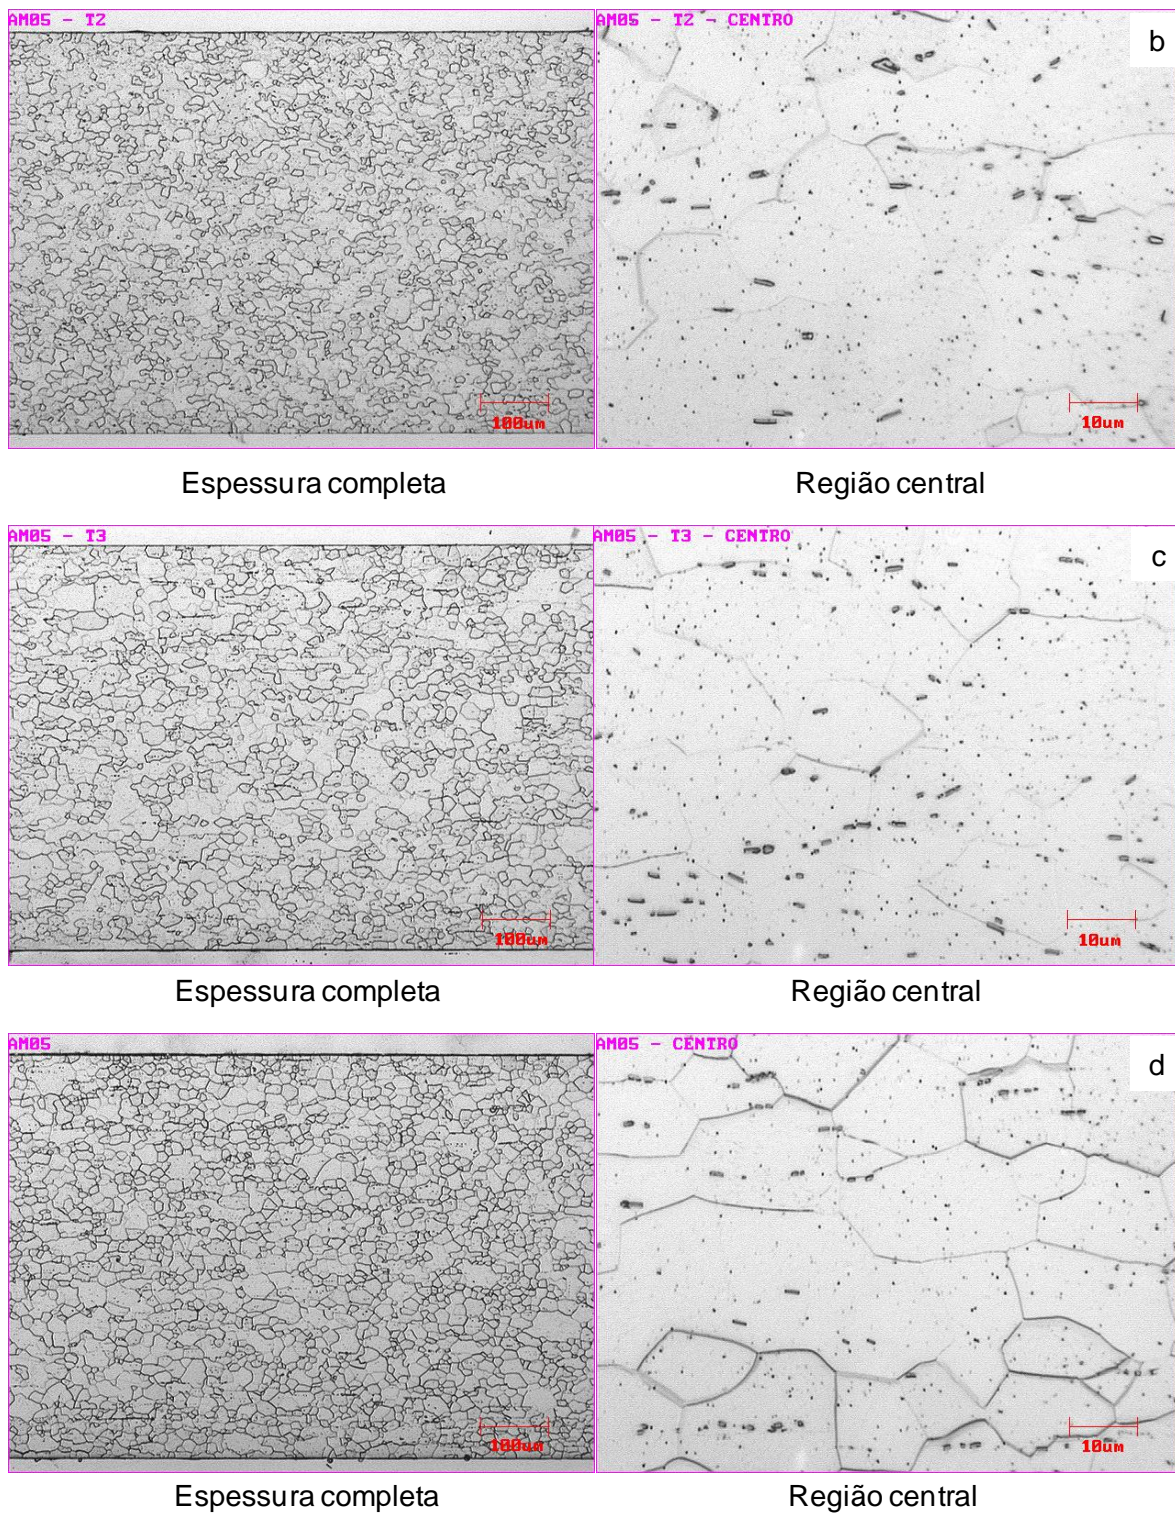 AM05 - T2
AM05 - T2 - CENTRO
b
100um
10um
Espessura completa
Região central
AM05 - T3
AM05 - T3 - CENTRO
c
100um
10um
Espessura completa
Região central
AM05
AM05 - CENTRO
d
100um
10um
Espessura completa
Região central